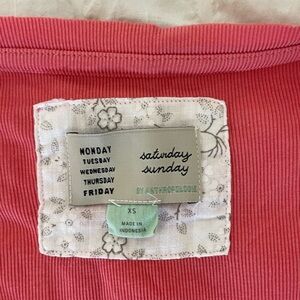 MONDAY
TUESDAY
WEDNESDAY
THURSDAY
FRIDAY
saturday
sunday
BY ANTHROPOLOGIE
XS
MADE IN
INDONESIA